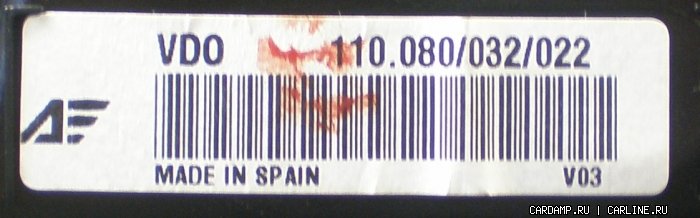 VDO 110.080/032/022
MADE IN SPAIN V03
CARDAMP.RU | CARLINE.RU